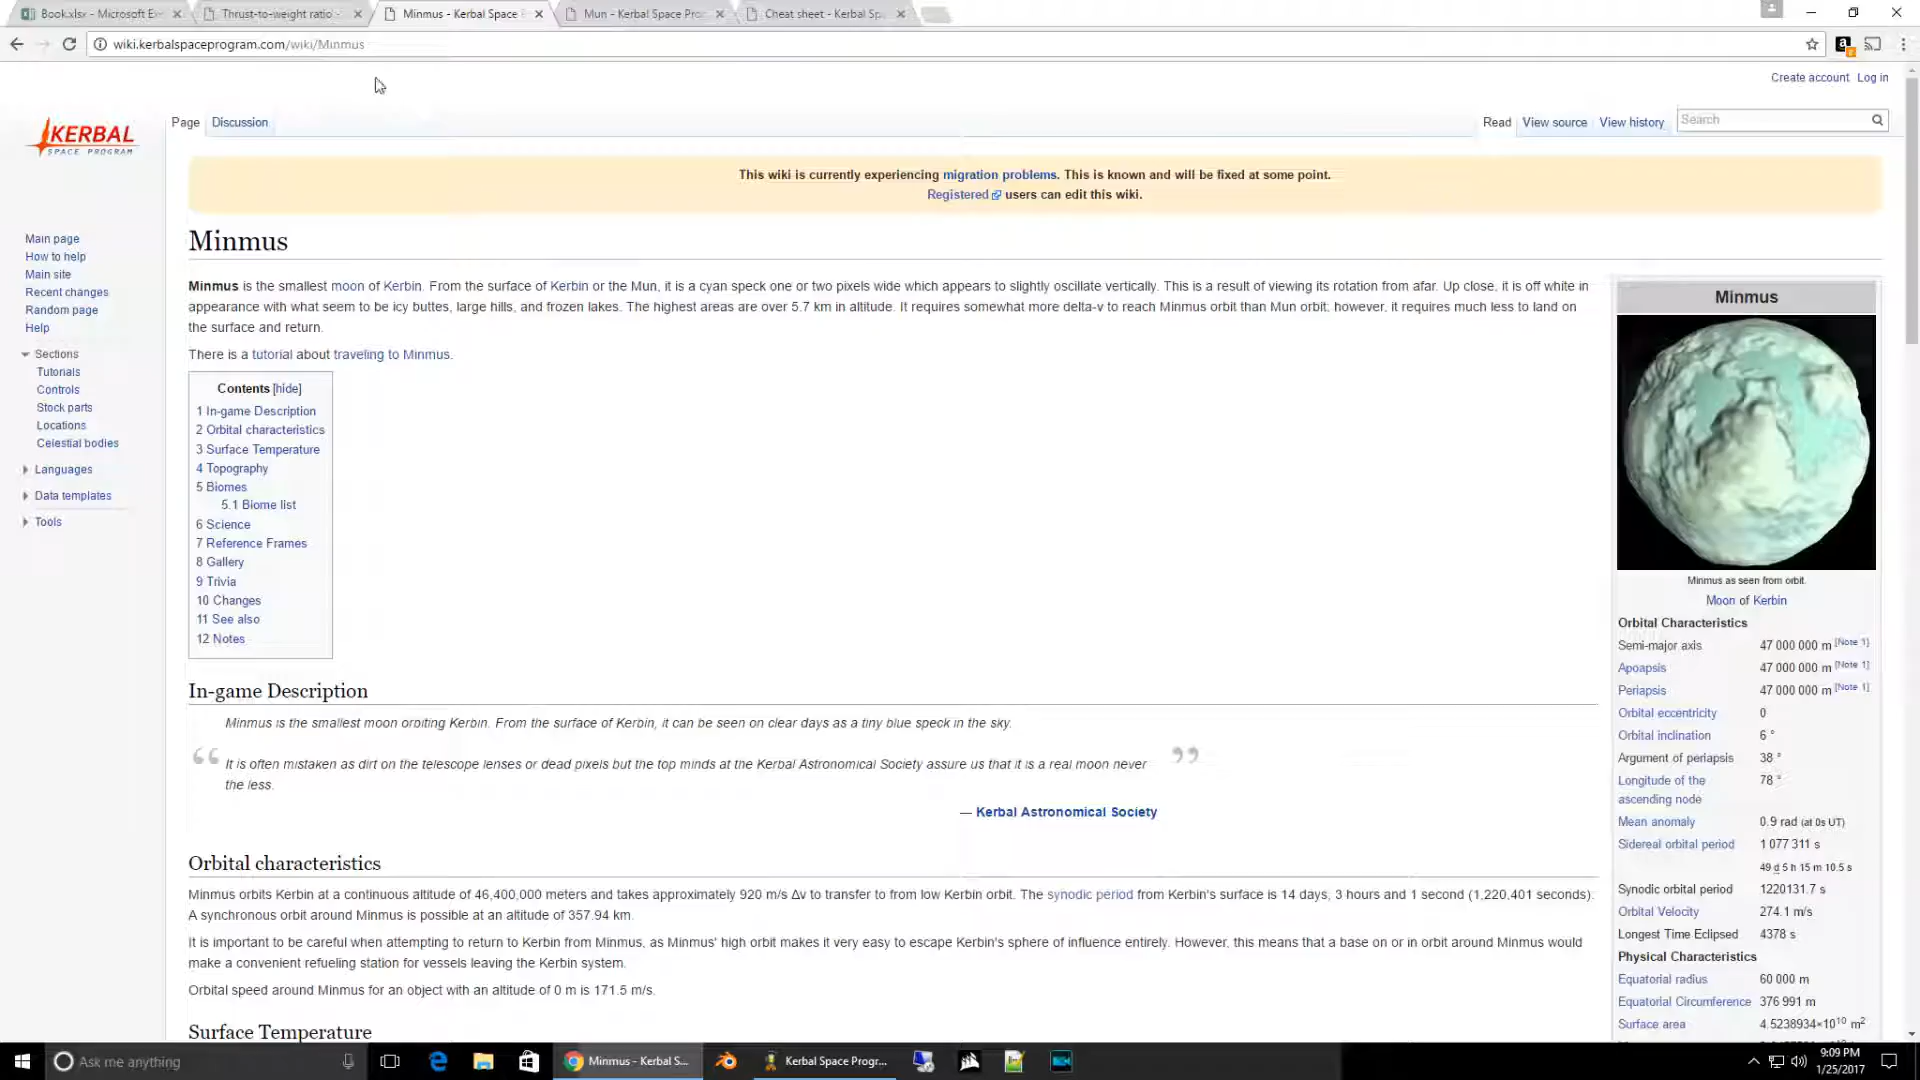 Book.xlsx - Microsoft Ex
Thrust-to-weight ratio -
Minmus - Kerbal Space
Mun - Kerbal Space Pro
Cheat sheet - Kerbal Sp
wiki.kerbalspaceprogram.com/wiki/Minmus
Create account Log in
KERBAL
SPACE PROGRAM
Page Discussion
Read View source View history Search
This wiki is currently experiencing migration problems. This is known and will be fixed at some point.
Registered users can edit this wiki.
Main page
How to help
Main site
Recent changes
Random page
Help
Sections
Tutorials
Controls
Stock parts
Locations
Celestial bodies
Languages
Data templates
Tools
Minmus
Minmus is the smallest moon of Kerbin. From the surface of Kerbin or the Mun, it is a cyan speck one or two pixels wide which appears to slightly oscillate vertically. This is a result of viewing its rotation from afar. Up close, it is off white in
appearance with what seem to be icy buttes, large hills, and frozen lakes. The highest areas are over 5.7 km in altitude. It requires somewhat more delta-v to reach Minmus orbit than Mun orbit; however, it requires much less to land on
the surface and return.
There is a tutorial about traveling to Minmus.
Contents [hide]
1 In-game Description
2 Orbital characteristics
3 Surface Temperature
4 Topography
5 Biomes
5.1 Biome list
6 Science
7 Reference Frames
8 Gallery
9 Trivia
10 Changes
11 See also
12 Notes
In-game Description
Minmus is the smallest moon orbiting Kerbin. From the surface of Kerbin, it can be seen on clear days as a tiny blue speck in the sky.
“ It is often mistaken as dirt on the telescope lenses or dead pixels but the top minds at the Kerbal Astronomical Society assure us that it is a real moon never ”
the less.
— Kerbal Astronomical Society
Orbital characteristics
Minmus orbits Kerbin at a continuous altitude of 46,400,000 meters and takes approximately 920 m/s Δv to transfer to from low Kerbin orbit. The synodic period from Kerbin's surface is 14 days, 3 hours and 1 second (1,220,401 seconds).
A synchronous orbit around Minmus is possible at an altitude of 357.94 km.
It is important to be careful when attempting to return to Kerbin from Minmus, as Minmus' high orbit makes it very easy to escape Kerbin's sphere of influence entirely. However, this means that a base on or in orbit around Minmus would
make a convenient refueling station for vessels leaving the Kerbin system.
Orbital speed around Minmus for an object with an altitude of 0 m is 171.5 m/s.
Surface Temperature
Minmus
Minmus as seen from orbit.
Moon of Kerbin
Orbital Characteristics
Semi-major axis 47 000 000 m [Note 1]
Apoapsis 47 000 000 m [Note 1]
Periapsis 47 000 000 m [Note 1]
Orbital eccentricity 0
Orbital inclination 6 °
Argument of periapsis 38 °
Longitude of the 78 °
ascending node
Mean anomaly 0.9 rad (at 0s UT)
Sidereal orbital period 1 077 311 s
49 d 5 h 15 m 10.5 s
Synodic orbital period 1220131.7 s
Orbital Velocity 274.1 m/s
Longest Time Eclipsed 4378 s
Physical Characteristics
Equatorial radius 60 000 m
Equatorial Circumference 376 991 m
Surface area 4.5238934×10¹⁰ m²
Ask me anything
Minmus - Kerbal S...
Kerbal Space Progr...
9:09 PM
1/25/2017